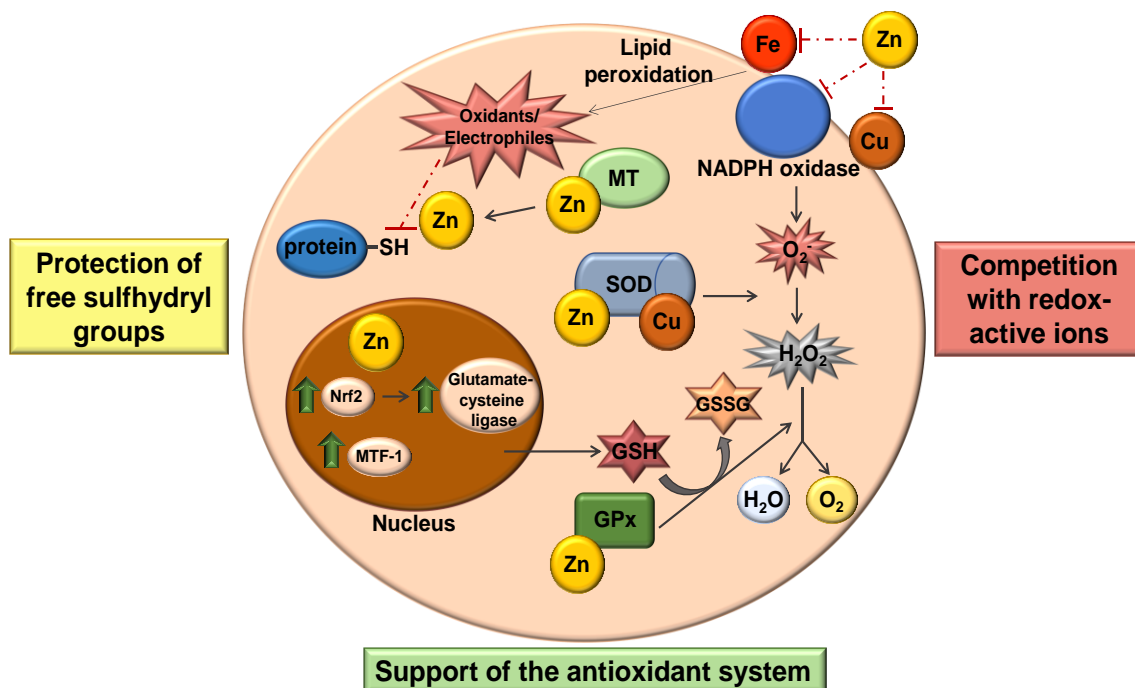 Fe
Zn
Lipid
peroxidation
Oxidants/
Electrophiles
Cu
NADPH oxidase
MT
Zn
Zn
protein
-SH
O₂⁻
Protection of
free sulfhydryl
groups
Competition
with redox-
active ions
SOD
Zn
Cu
H₂O₂
Zn
Glutamate-
cysteine
ligase
Nrf2
MTF-1
GSSG
GSH
Nucleus
GPx
Zn
H₂O
O₂
Support of the antioxidant system